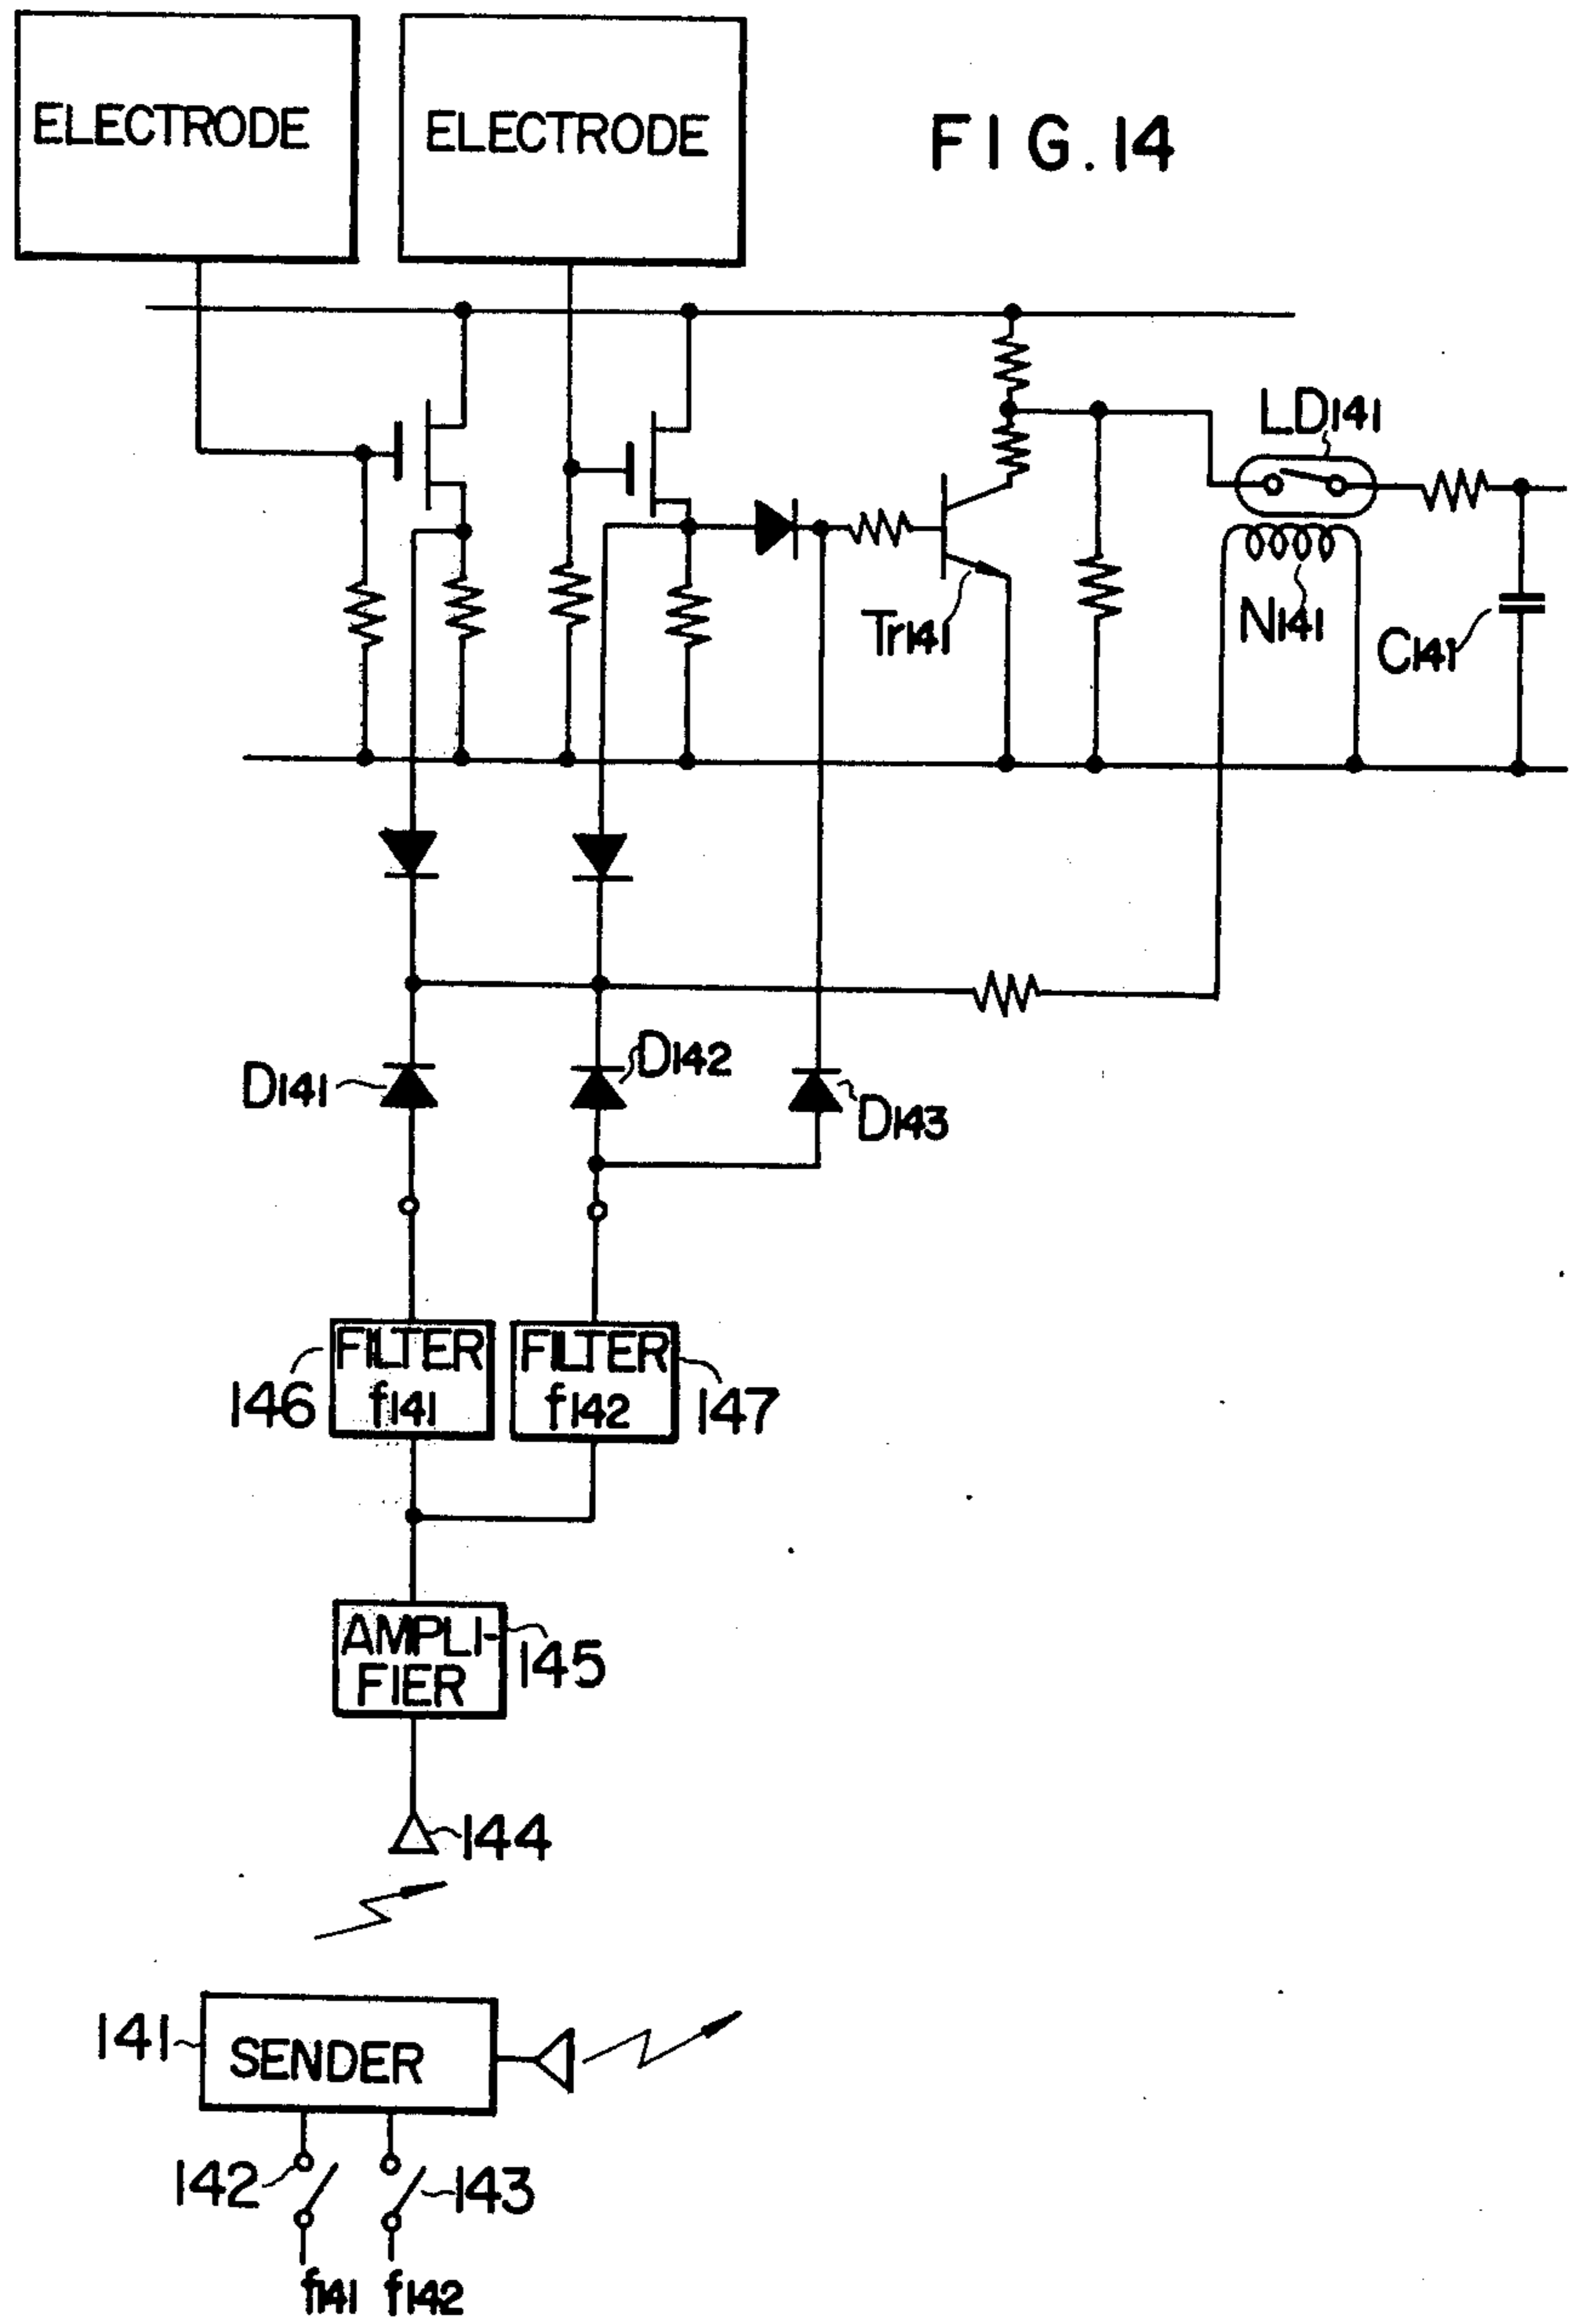 ELECTRODE
ELECTRODE
FIG.14
LD141
Tr141
N141
C141
D141
D142
D143
FILTER
f141
146
FILTER
f142
147
AMPLI-
FIER
145
144
141
SENDER
142
143
f141
f142